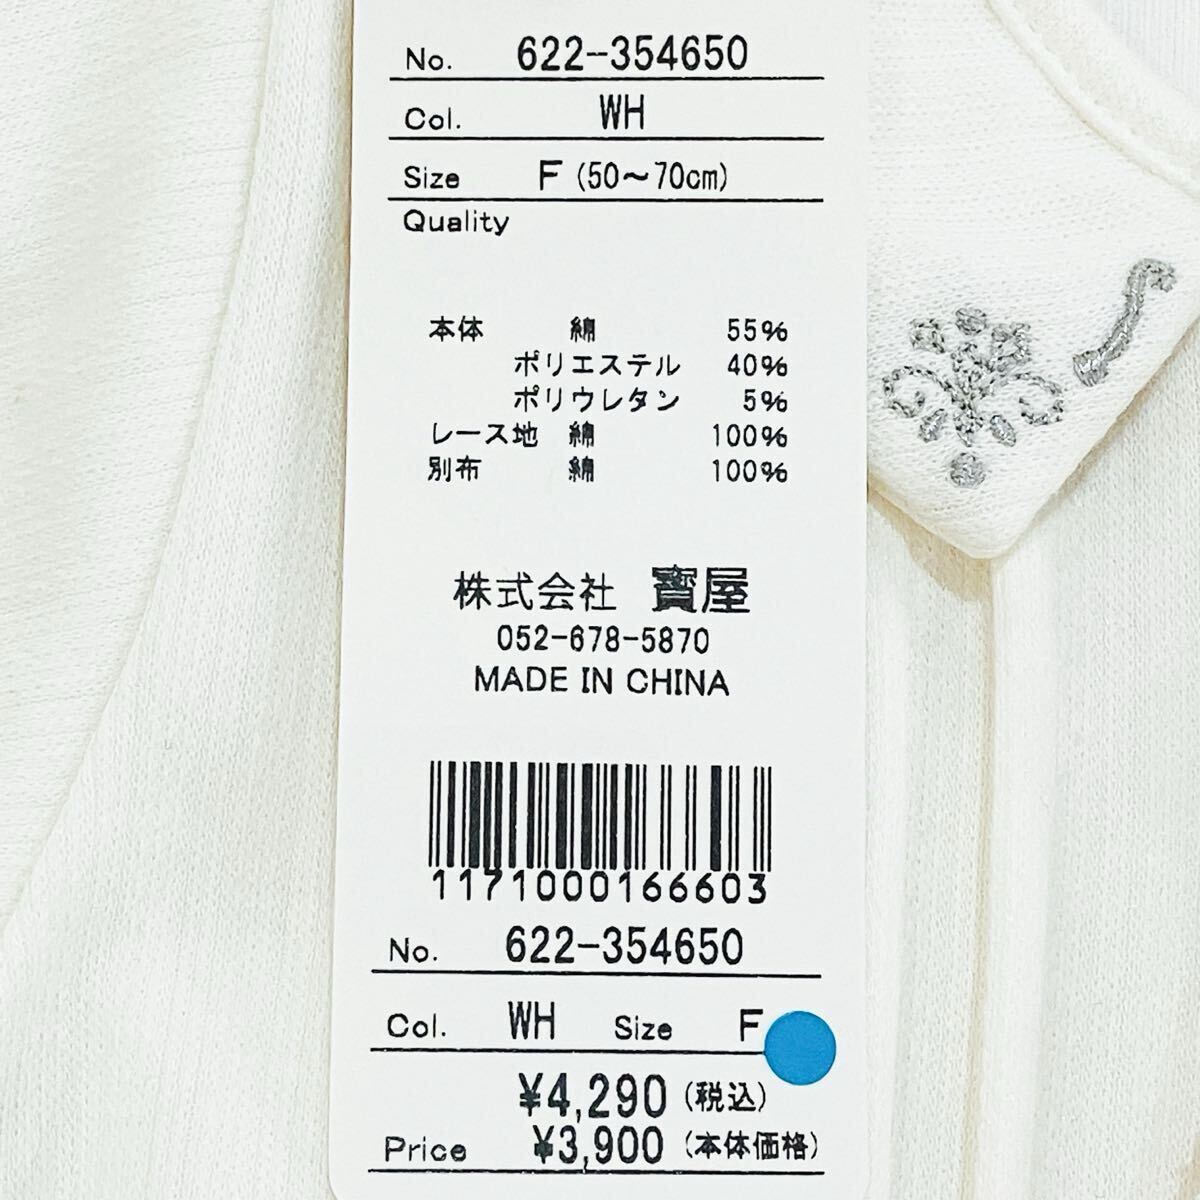 No. 622-354650
Col. WH
Size F (50～70cm)
Quality
本体 綿 55%
ポリエステル 40%
ポリウレタン 5%
レース地 綿 100%
別布 綿 100%
株式会社 寳屋
052-678-5870
MADE IN CHINA
1171000166603
No. 622-354650
Col. WH Size F
¥4,290 (税込)
Price ¥3,900 (本体価格)